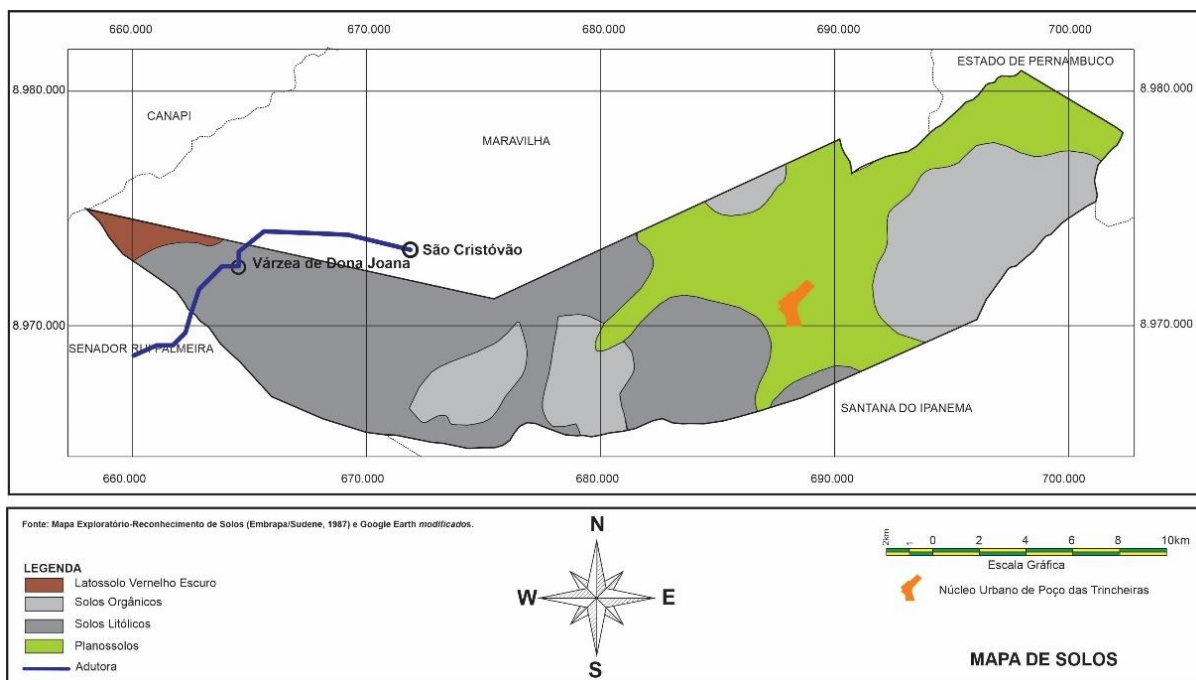 660.000 670.000 680.000 690.000 700.000
ESTADO DE PERNAMBUCO
8.980.000 8.980.000
CANAPI
MARAVILHA
São Cristóvão
Várzea de Dona Joana
8.970.000 8.970.000
SENADOR RUI PALMEIRA
SANTANA DO IPANEMA
660.000 670.000 680.000 690.000 700.000
Fonte: Mapa Exploratório-Reconhecimento de Solos (Embrapa/Sudene, 1987) e Google Earth modificados.
LEGENDA
Latossolo Vernelho Escuro
Solos Orgânicos
Solos Litólicos
Planossolos
Adutora
N
W E
S
2km 1 0 2 4 6 8 10km
Escala Gráfica
Núcleo Urbano de Poço das Trincheiras
MAPA DE SOLOS